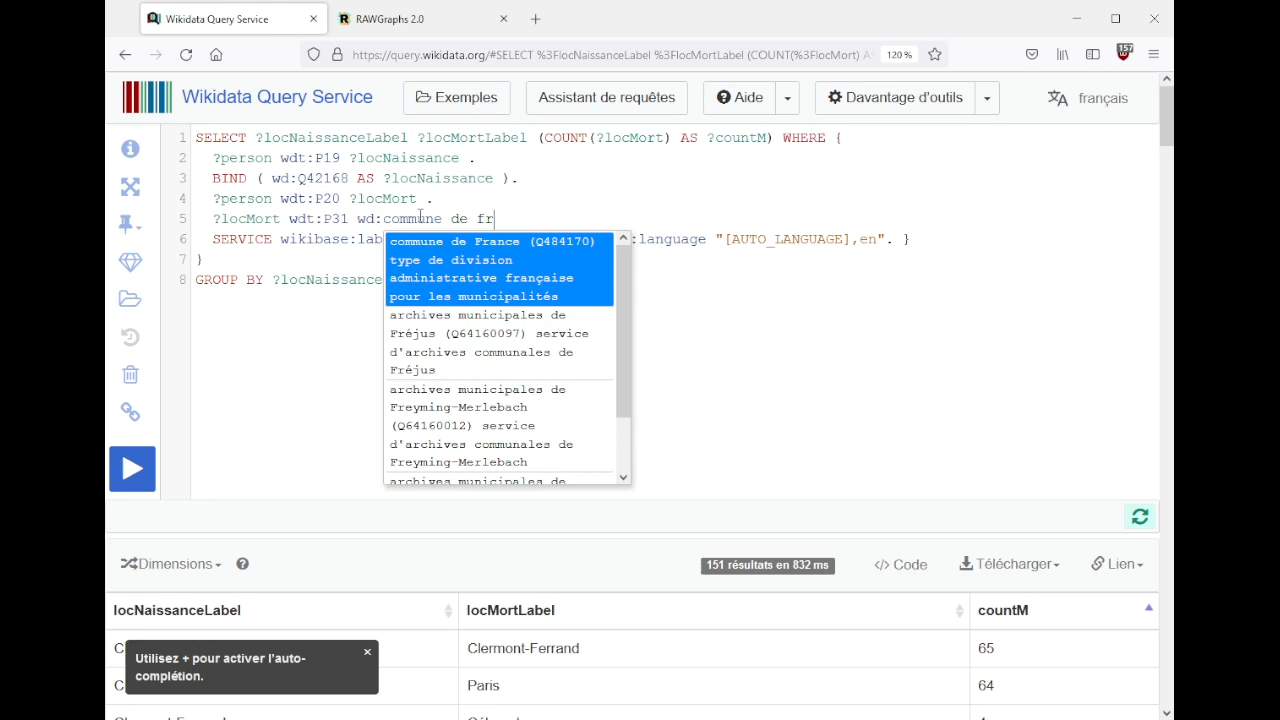 Wikidata Query Service
RAWGraphs 2.0
https://query.wikidata.org/#SELECT %3FlocNaissanceLabel %3FlocMortLabel (COUNT(%3FlocMort) AS
120 %
157
Wikidata Query Service
Exemples
Assistant de requêtes
Aide
Davantage d'outils
français
1 SELECT ?locNaissanceLabel ?locMortLabel (COUNT(?locMort) AS ?countM) WHERE {
2 ?person wdt:P19 ?locNaissance .
3 BIND ( wd:Q42168 AS ?locNaissance ).
4 ?person wdt:P20 ?locMort .
5 ?locMort wdt:P31 wd:commune de fr
6 SERVICE wikibase:lab :language "[AUTO_LANGUAGE],en". }
7 }
8 GROUP BY ?locNaissance
commune de France (Q484170)
type de division
administrative française
pour les municipalités
archives municipales de
Fréjus (Q64160097) service
d'archives communales de
Fréjus
archives municipales de
Freyming-Merlebach
(Q64160012) service
d'archives communales de
Freyming-Merlebach
archives municipales de
Dimensions
151 résultats en 832 ms
</> Code
Télécharger
Lien
locNaissanceLabel
locMortLabel
countM
C
Clermont-Ferrand
65
C
Paris
64
Utilisez + pour activer l'auto-
complétion.